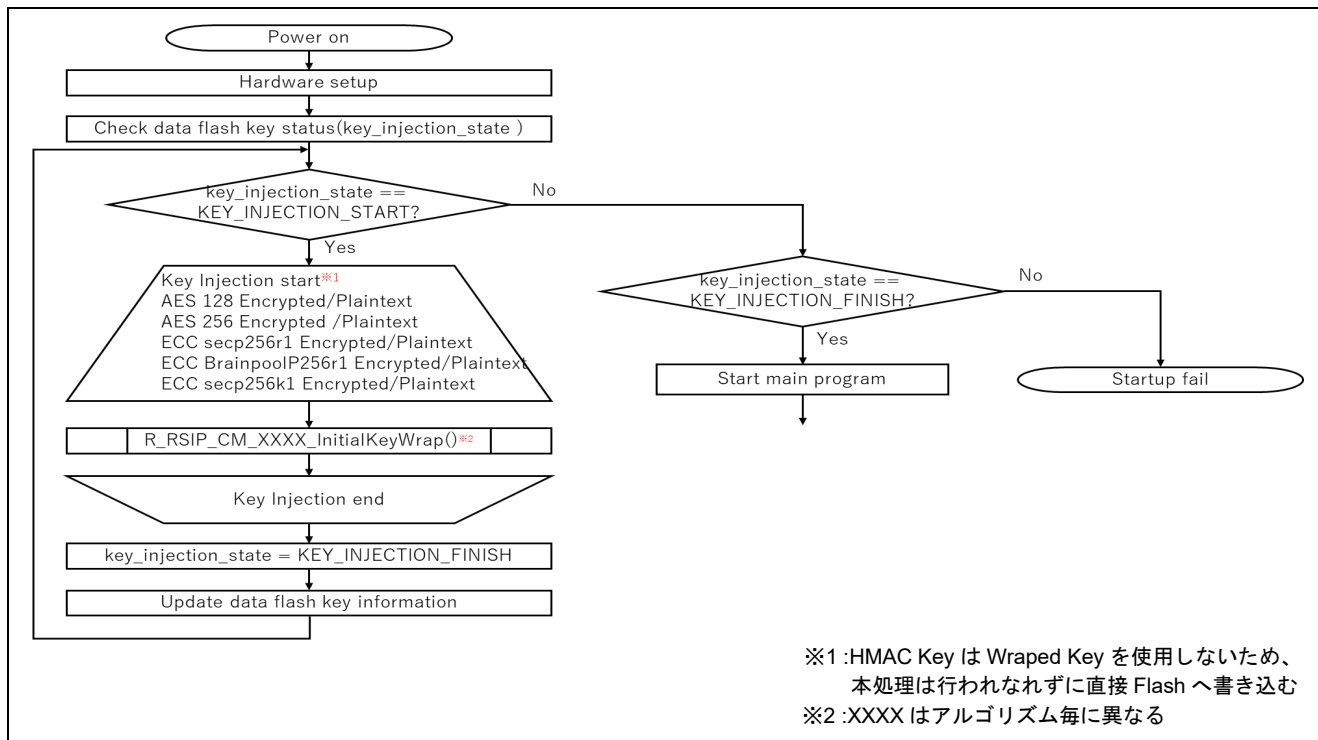 Power on
Hardware setup
Check data flash key status(key_injection_state )
key_injection_state ==
KEY_INJECTION_START?
No
Yes
Key Injection start※1
AES 128 Encrypted/Plaintext
AES 256 Encrypted /Plaintext
ECC secp256r1 Encrypted/Plaintext
ECC BrainpoolP256r1 Encrypted/Plaintext
ECC secp256k1 Encrypted/Plaintext
R_RSIP_CM_XXXX_InitialKeyWrap()※2
Key Injection end
key_injection_state = KEY_INJECTION_FINISH
Update data flash key information
key_injection_state ==
KEY_INJECTION_FINISH?
No
Yes
Start main program
Startup fail
※1 :HMAC Key は Wraped Key を使用しないため、
本処理は行われなれずに直接 Flash へ書き込む
※2 :XXXX はアルゴリズム毎に異なる